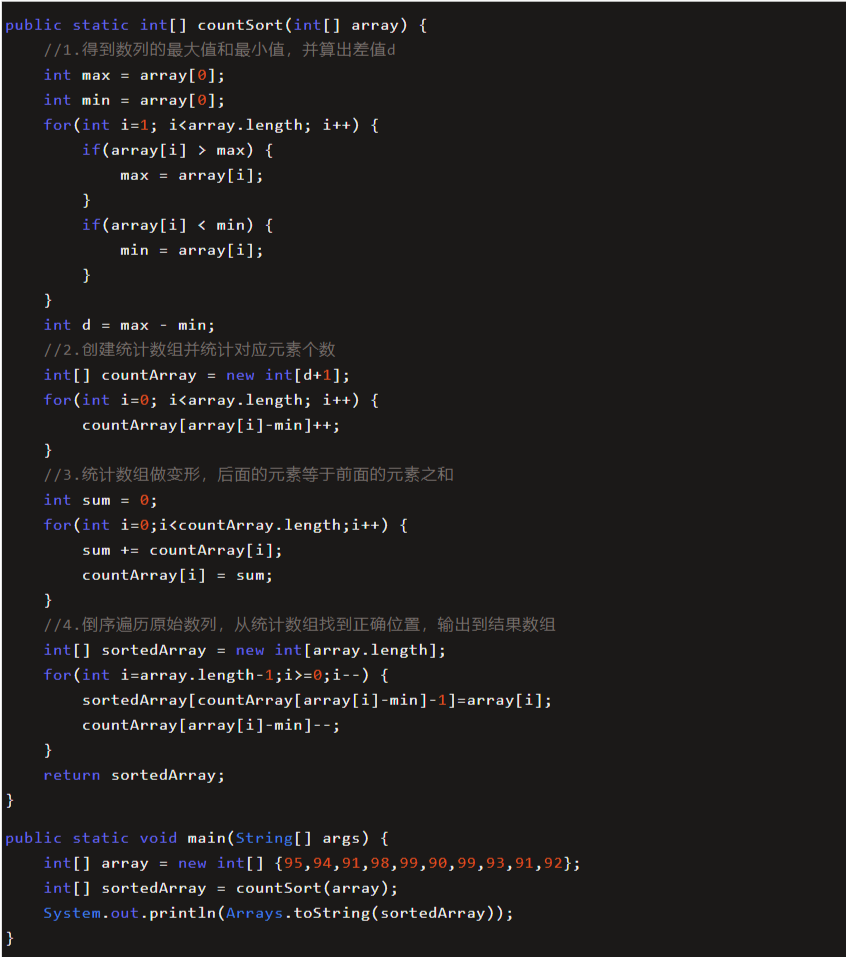 public static int[] countSort(int[] array) {
    //1.得到数列的最大值和最小值，并算出差值d
    int max = array[0];
    int min = array[0];
    for(int i=1; i<array.length; i++) {
        if(array[i] > max) {
            max = array[i];
        }
        if(array[i] < min) {
            min = array[i];
        }
    }
    int d = max - min;
    //2.创建统计数组并统计对应元素个数
    int[] countArray = new int[d+1];
    for(int i=0; i<array.length; i++) {
        countArray[array[i]-min]++;
    }
    //3.统计数组做变形，后面的元素等于前面的元素之和
    int sum = 0;
    for(int i=0;i<countArray.length;i++) {
        sum += countArray[i];
        countArray[i] = sum;
    }
    //4.倒序遍历原始数列，从统计数组找到正确位置，输出到结果数组
    int[] sortedArray = new int[array.length];
    for(int i=array.length-1;i>=0;i--) {
        sortedArray[countArray[array[i]-min]-1]=array[i];
        countArray[array[i]-min]--;
    }
    return sortedArray;
}
public static void main(String[] args) {
    int[] array = new int[] {95,94,91,98,99,90,99,93,91,92};
    int[] sortedArray = countSort(array);
    System.out.println(Arrays.toString(sortedArray));
}